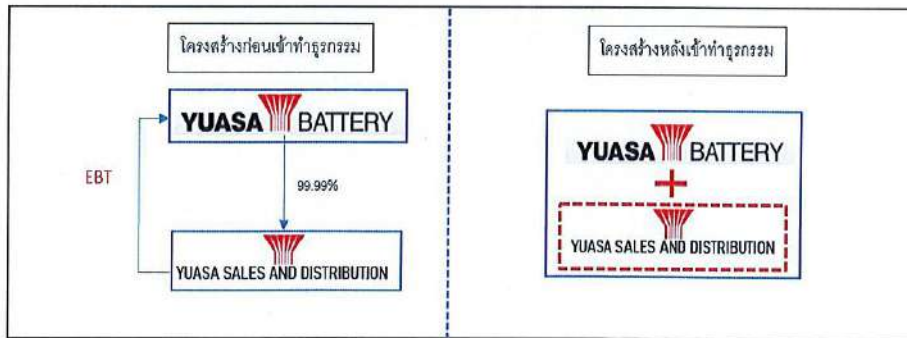 โครงสร้างก่อนเข้าทำธุรกรรม
YUASA BATTERY
EBT
99.99%
YUASA SALES AND DISTRIBUTION
โครงสร้างหลังเข้าทำธุรกรรม
YUASA BATTERY
+
YUASA SALES AND DISTRIBUTION